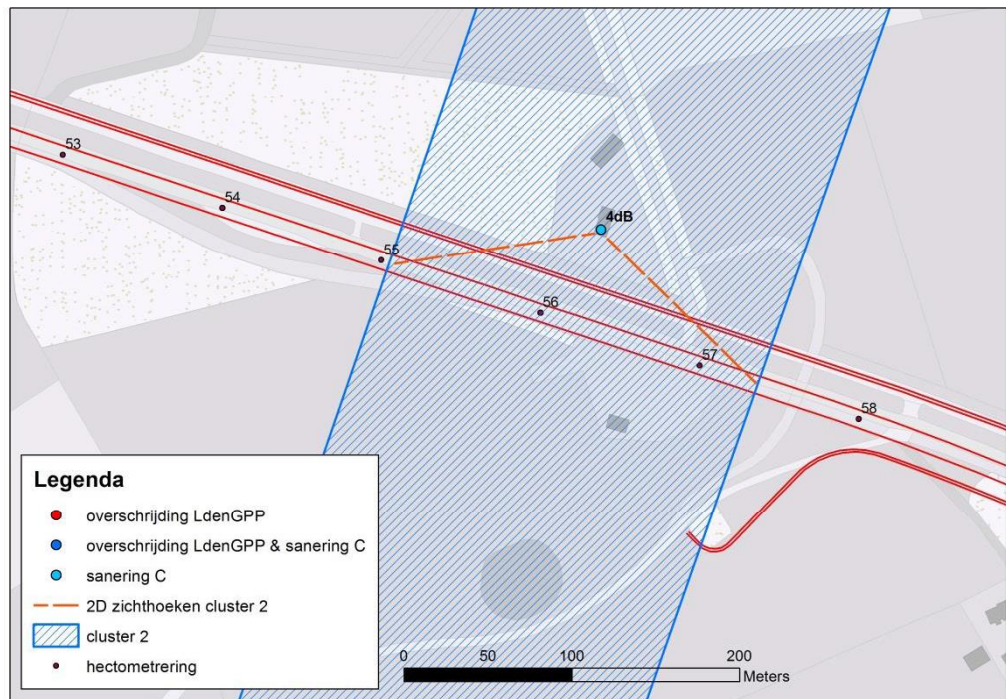 53
54
55
4dB
56
57
58
Legenda
overschrijding LdenGPP
overschrijding LdenGPP & sanering C
sanering C
2D zichthoeken cluster 2
cluster 2
hectometrering
0 50 100 200
Meters